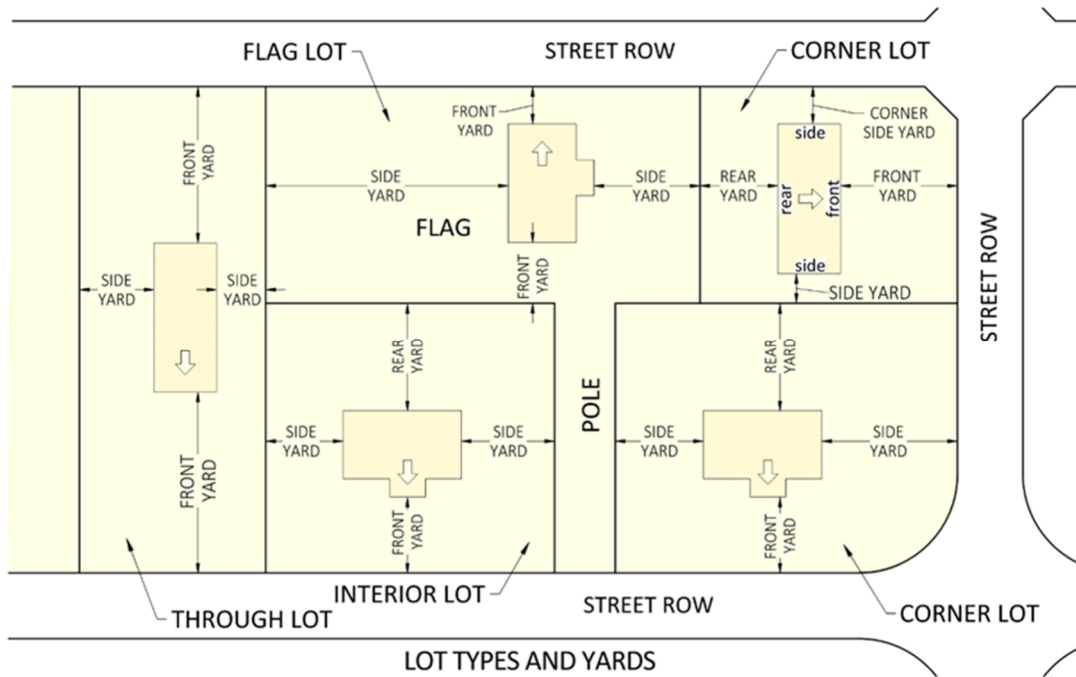 FLAG LOT
STREET ROW
CORNER LOT
FRONT
YARD
FRONT
YARD
CORNER
SIDE YARD
side
SIDE
YARD
SIDE
YARD
REAR
YARD
rear
front
FRONT
YARD
FLAG
side
SIDE YARD
SIDE
YARD
SIDE
YARD
FRONT
YARD
STREET ROW
REAR
YARD
REAR
YARD
POLE
SIDE
YARD
SIDE
YARD
SIDE
YARD
SIDE
YARD
FRONT
YARD
FRONT
YARD
FRONT
YARD
INTERIOR LOT
STREET ROW
THROUGH LOT
CORNER LOT
LOT TYPES AND YARDS